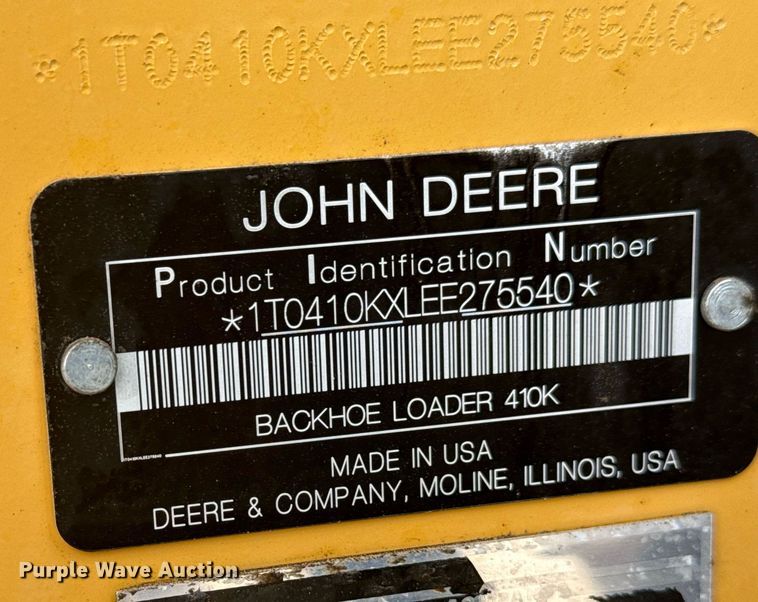 *1T0410KXLEE275540*
JOHN DEERE
Product Identification Number
*1T0410KXLEE275540*
BACKHOE LOADER 410K
1T0410KXLEE275540
MADE IN USA
DEERE & COMPANY, MOLINE, ILLINOIS, USA
Purple Wave Auction